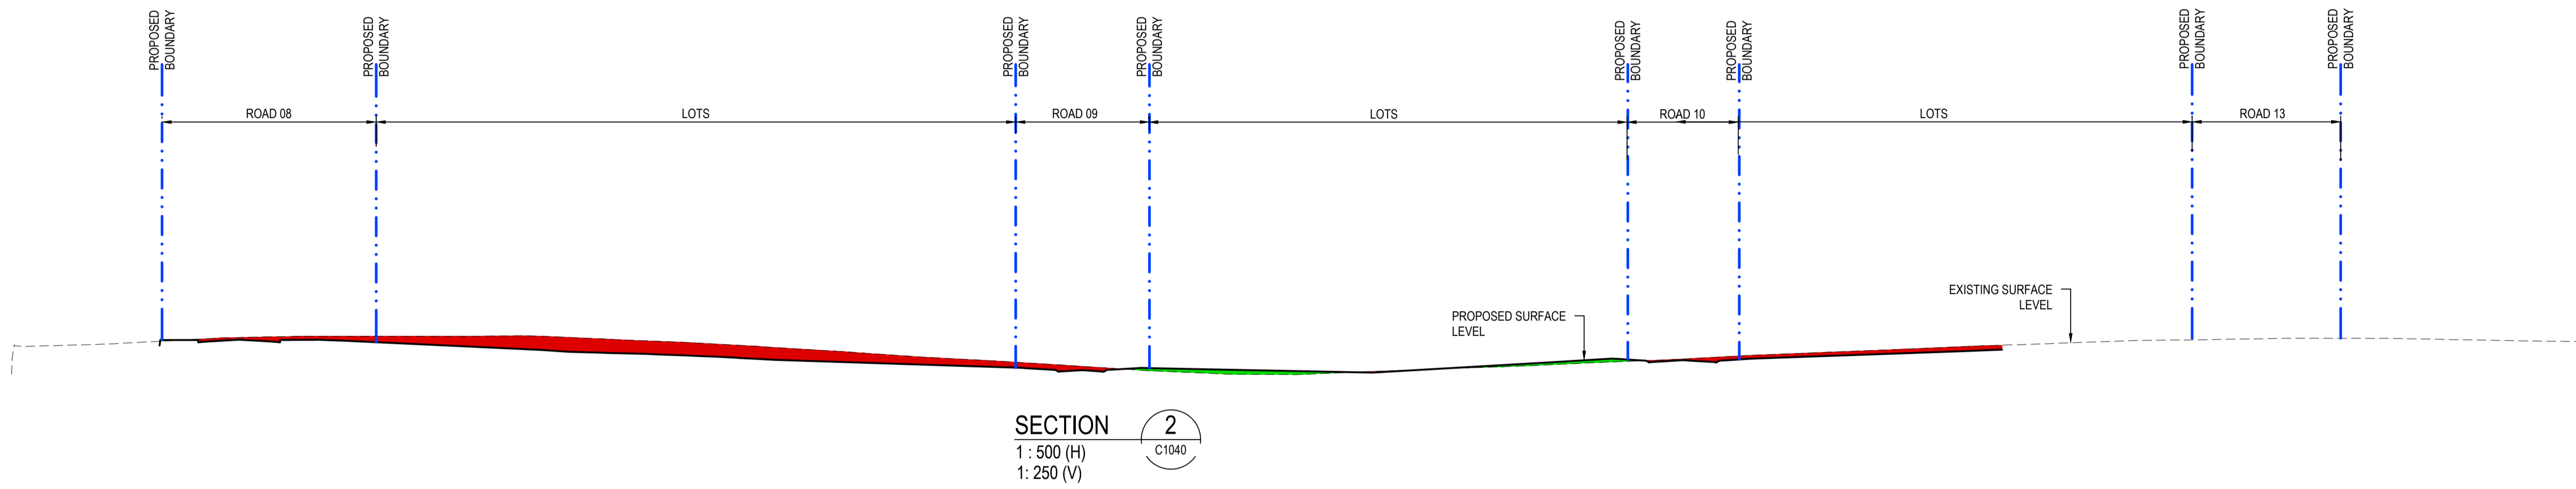 PROPOSED
BOUNDARY
PROPOSED
BOUNDARY
PROPOSED
BOUNDARY
PROPOSED
BOUNDARY
PROPOSED
BOUNDARY
PROPOSED
BOUNDARY
PROPOSED
BOUNDARY
PROPOSED
BOUNDARY
ROAD 08
LOTS
ROAD 09
LOTS
ROAD 10
LOTS
ROAD 13
EXISTING SURFACE
LEVEL
PROPOSED SURFACE
LEVEL
SECTION
2
1 : 500 (H)
C1040
1: 250 (V)